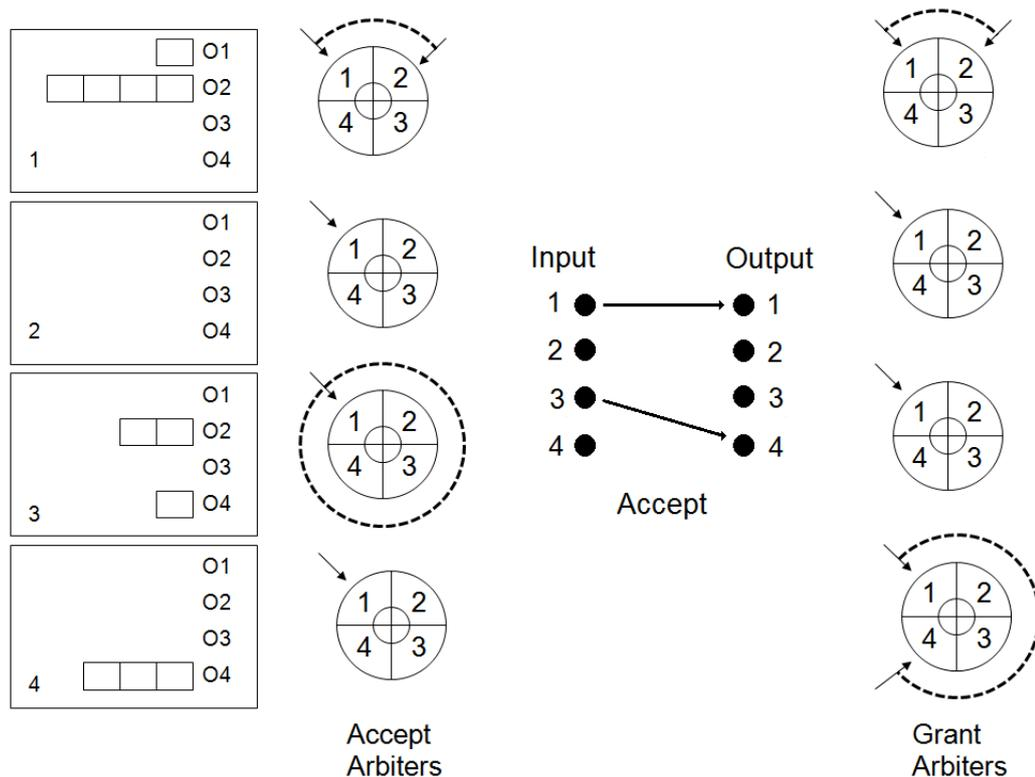 O1
O2
O3
1 O4
O1
O2
O3
2 O4
O1
O2
O3
3 O4
O1
O2
O3
4 O4
1 2
4 3
1 2
4 3
1 2
4 3
1 2
4 3
Accept
Arbiters
Input Output
1 1
2 2
3 3
4 4
Accept
1 2
4 3
1 2
4 3
1 2
4 3
1 2
4 3
Grant
Arbiters